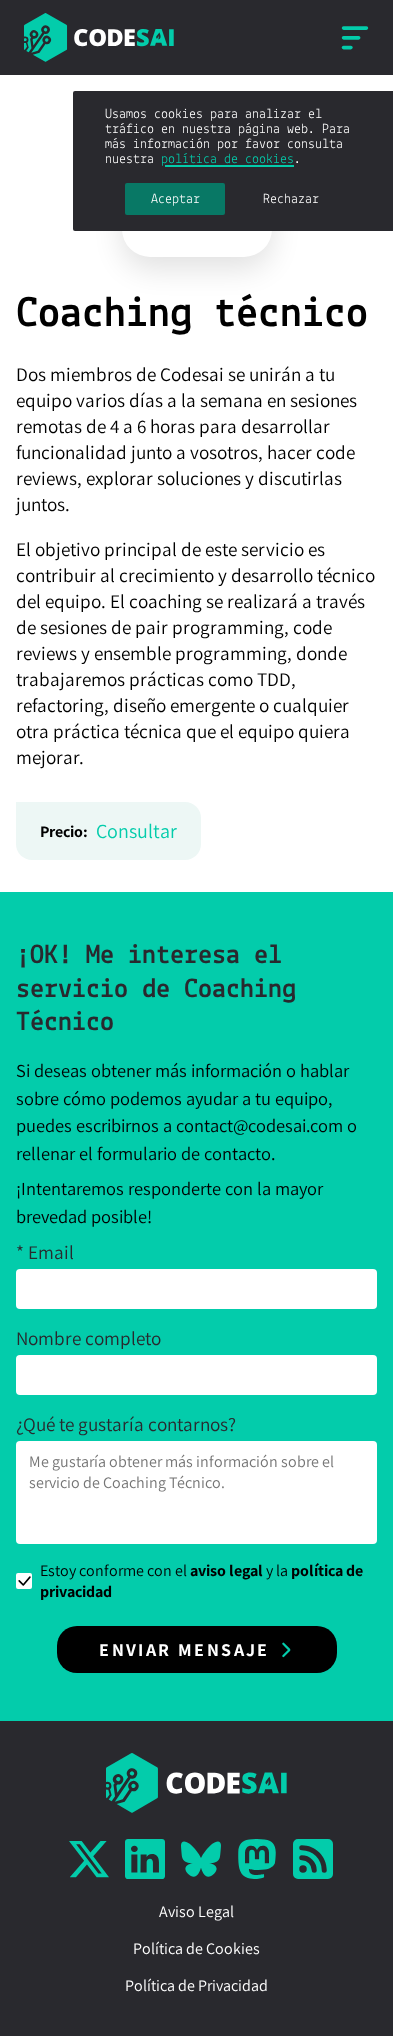 CODESAI
Usamos cookies para analizar el
tráfico en nuestra página web. Para
más información por favor consulta
nuestra política de cookies.
Aceptar
Rechazar
Coaching técnico
Dos miembros de Codesai se unirán a tu
equipo varios días a la semana en sesiones
remotas de 4 a 6 horas para desarrollar
funcionalidad junto a vosotros, hacer code
reviews, explorar soluciones y discutirlas
juntos.
El objetivo principal de este servicio es
contribuir al crecimiento y desarrollo técnico
del equipo. El coaching se realizará a través
de sesiones de pair programming, code
reviews y ensemble programming, donde
trabajaremos prácticas como TDD,
refactoring, diseño emergente o cualquier
otra práctica técnica que el equipo quiera
mejorar.
Precio: Consultar
¡OK! Me interesa el
servicio de Coaching
Técnico
Si deseas obtener más información o hablar
sobre cómo podemos ayudar a tu equipo,
puedes escribirnos a contact@codesai.com o
rellenar el formulario de contacto.
¡Intentaremos responderte con la mayor
brevedad posible!
* Email
Nombre completo
¿Qué te gustaría contarnos?
Me gustaría obtener más información sobre el
servicio de Coaching Técnico.
Estoy conforme con el aviso legal y la política de
privacidad
ENVIAR MENSAJE
CODESAI
Aviso Legal
Política de Cookies
Política de Privacidad